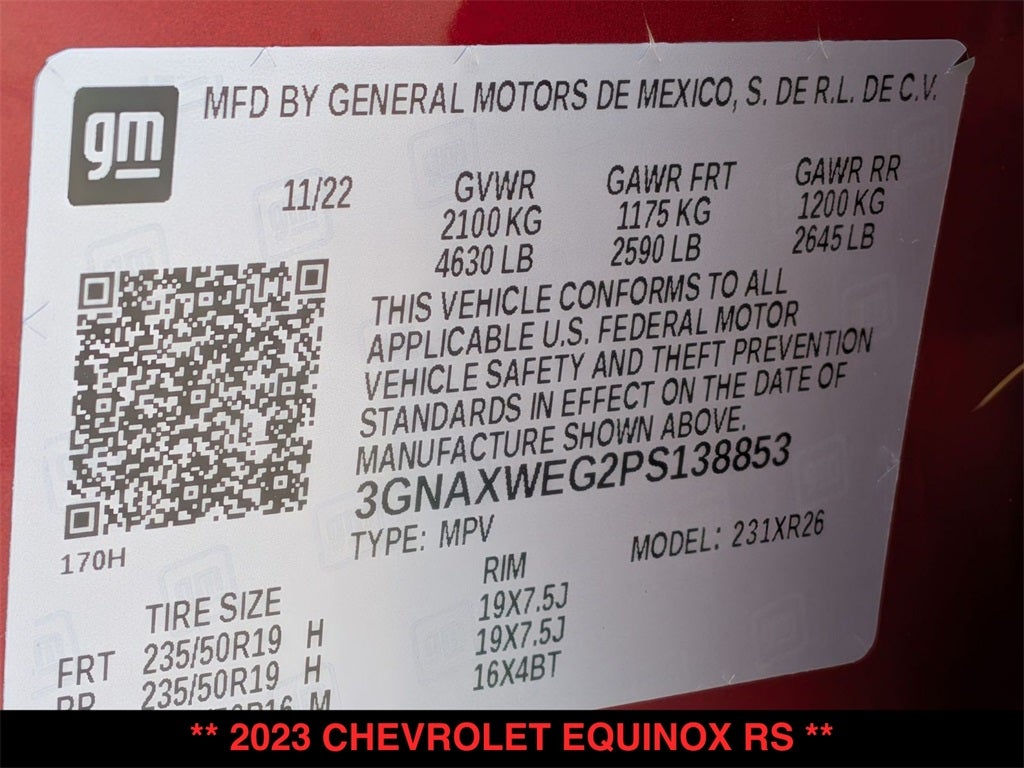 gm
MFD BY GENERAL MOTORS DE MEXICO, S. DE R.L. DE C.V.
11/22 GVWR GAWR FRT GAWR RR
2100 KG 1175 KG 1200 KG
4630 LB 2590 LB 2645 LB
THIS VEHICLE CONFORMS TO ALL
APPLICABLE U.S. FEDERAL MOTOR
VEHICLE SAFETY AND THEFT PREVENTION
STANDARDS IN EFFECT ON THE DATE OF
MANUFACTURE SHOWN ABOVE.
3GNAXWEG2PS138853
170H TYPE: MPV MODEL: 231XR26
TIRE SIZE RIM
FRT 235/50R19 H 19X7.5J
RR 235/50R19 H 19X7.5J
M 16X4BT
** 2023 CHEVROLET EQUINOX RS **